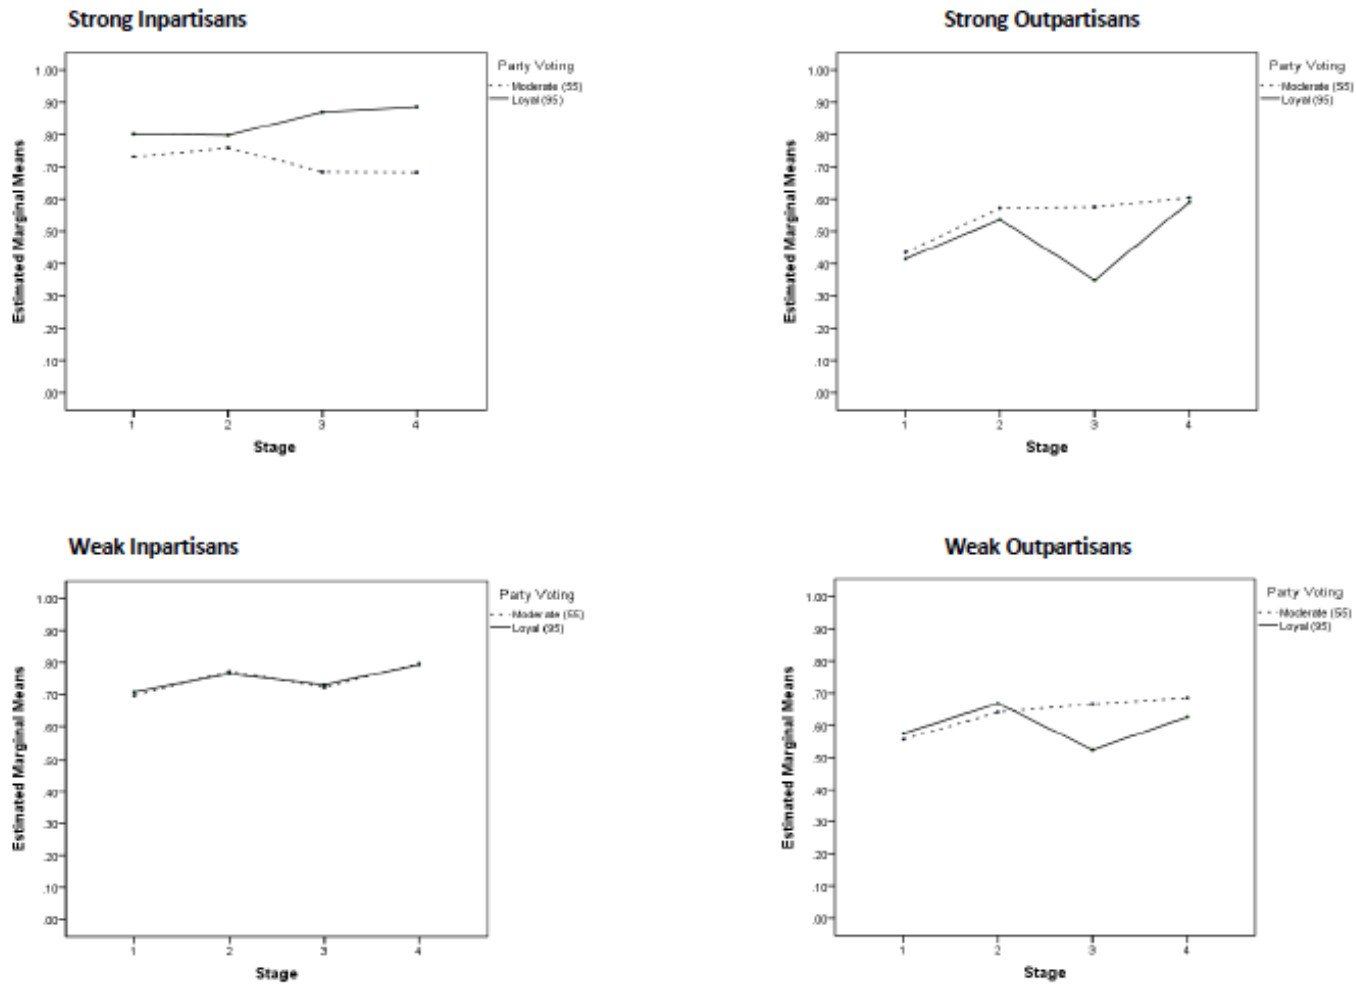 Strong Inpartisans
Party Voting
Moderate (55)
Loyal (95)
1.00
.90
.80
.70
.60
.50
.40
.30
.20
.10
.00
Estimated Marginal Means
1 2 3 4
Stage
Strong Outpartisans
Party Voting
Moderate (55)
Loyal (95)
1.00
.90
.80
.70
.60
.50
.40
.30
.20
.10
.00
Estimated Marginal Means
1 2 3 4
Stage
Weak Inpartisans
Party Voting
Moderate (55)
Loyal (95)
1.00
.90
.80
.70
.60
.50
.40
.30
.20
.10
.00
Estimated Marginal Means
1 2 3 4
Stage
Weak Outpartisans
Party Voting
Moderate (55)
Loyal (95)
1.00
.90
.80
.70
.60
.50
.40
.30
.20
.10
.00
Estimated Marginal Means
1 2 3 4
Stage